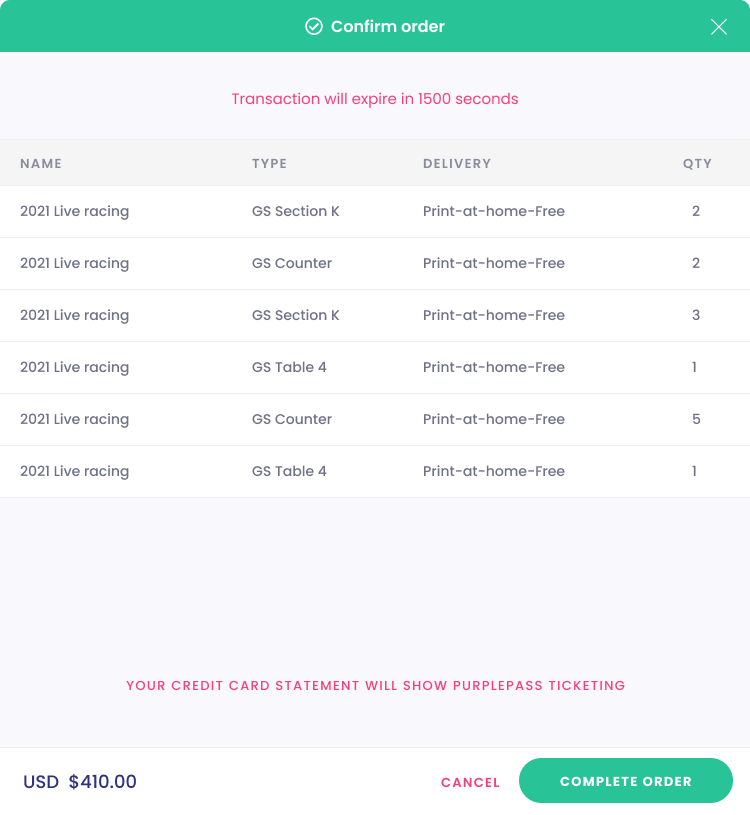 Confirm order
Transaction will expire in 1500 seconds
NAME TYPE DELIVERY QTY
2021 Live racing GS Section K Print-at-home-Free 2
2021 Live racing GS Counter Print-at-home-Free 2
2021 Live racing GS Section K Print-at-home-Free 3
2021 Live racing GS Table 4 Print-at-home-Free 1
2021 Live racing GS Counter Print-at-home-Free 5
2021 Live racing GS Table 4 Print-at-home-Free 1
YOUR CREDIT CARD STATEMENT WILL SHOW PURPLEPASS TICKETING
USD $410.00 CANCEL COMPLETE ORDER